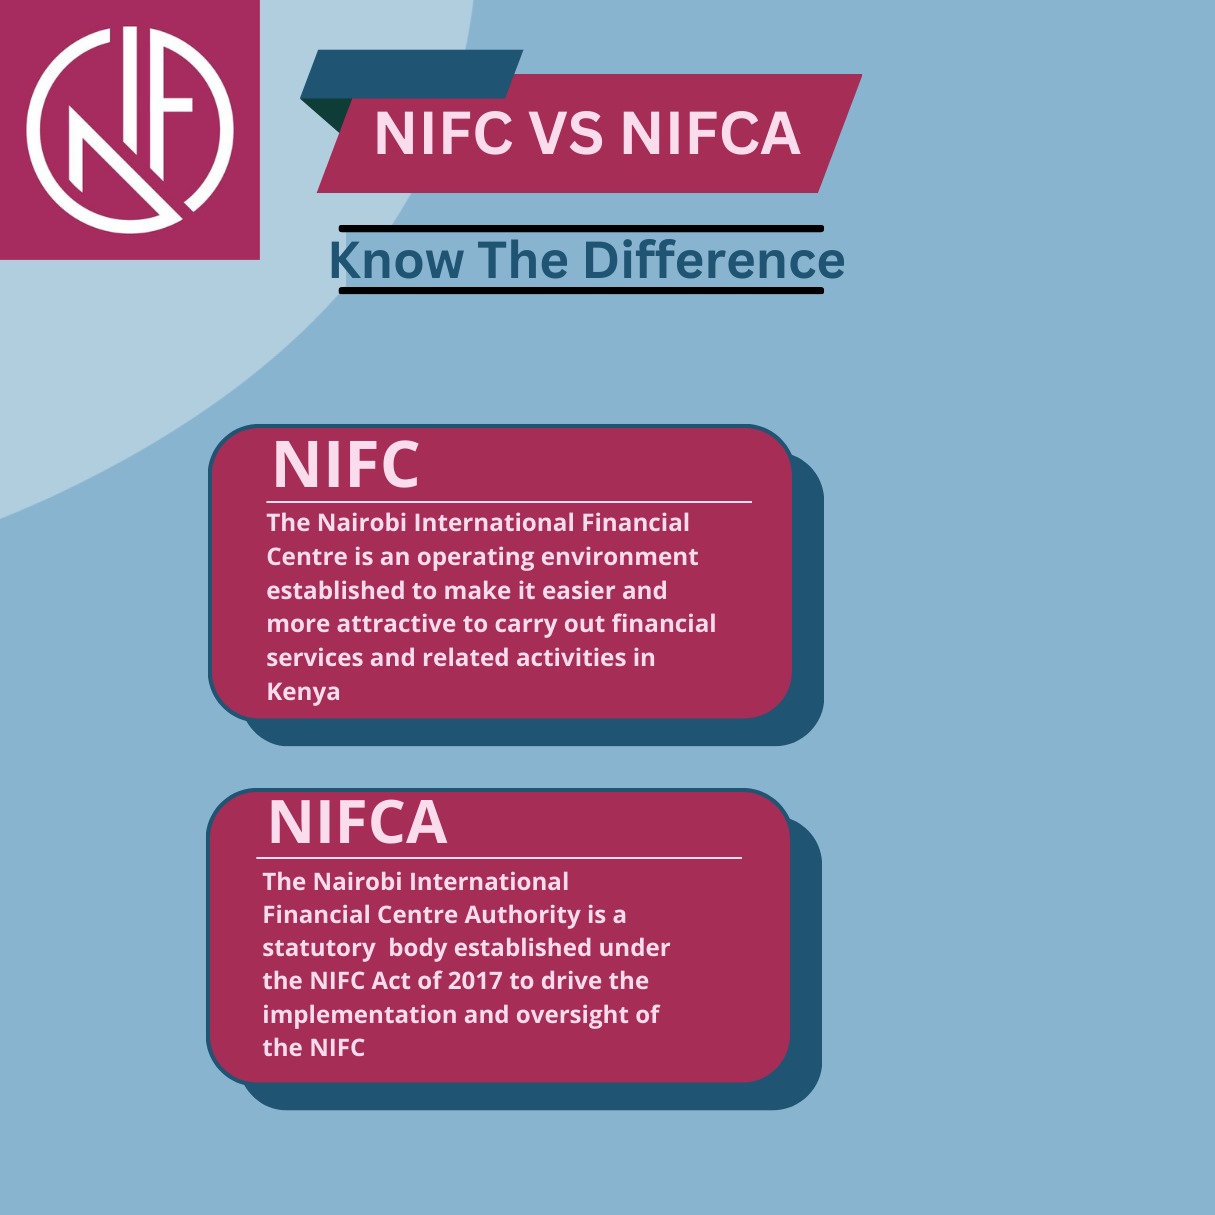 NIFC VS NIFCA
Know The Difference
NIFC
The Nairobi International Financial
Centre is an operating environment
established to make it easier and
more attractive to carry out financial
services and related activities in
Kenya
NIFCA
The Nairobi International
Financial Centre Authority is a
statutory  body established under
the NIFC Act of 2017 to drive the
implementation and oversight of
the NIFC